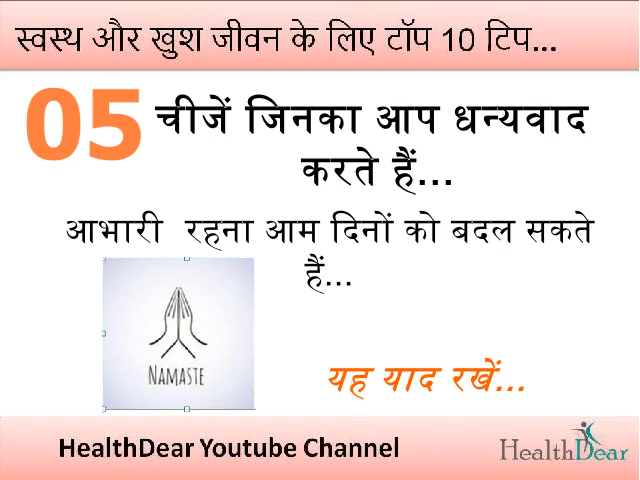 स्वस्थ और खुश जीवन के लिए टॉप 10 टिप...
05 चीजें जिनका आप धन्यवाद
करते हैं...
आभारी रहना आम दिनों को बदल सकते
हैं...
NAMASTE
यह याद रखें...
HealthDear Youtube Channel
HealthDear